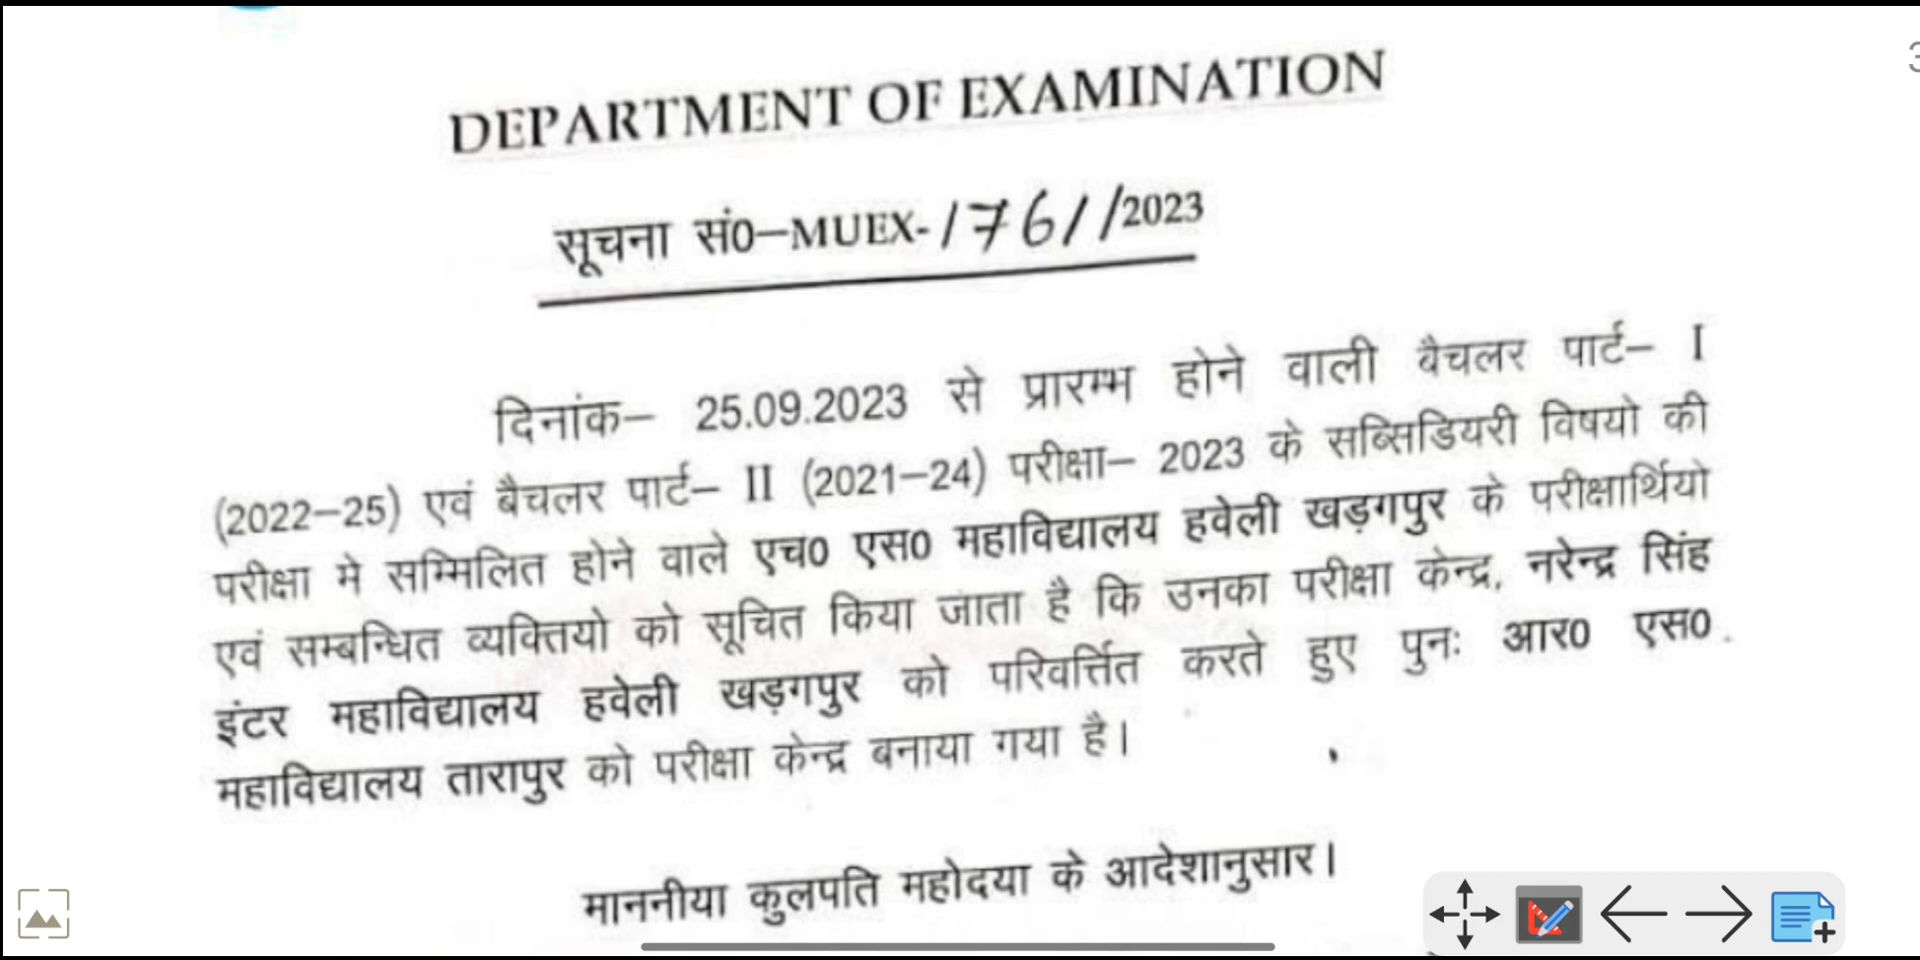 DEPARTMENT OF EXAMINATION
3
सूचना सं0–MUEX-1761/2023
दिनांक– 25.09.2023 से प्रारम्भ होने वाली बैचलर पार्ट– I
(2022–25) एवं बैचलर पार्ट– II (2021–24) परीक्षा– 2023 के सब्सिडियरी विषयो की
परीक्षा मे सम्मिलित होने वाले एच0 एस0 महाविद्यालय हवेली खड़गपुर के परीक्षार्थियो
एवं सम्बन्धित व्यक्तियो को सूचित किया जाता है कि उनका परीक्षा केन्द्र, नरेन्द्र सिंह
इंटर महाविद्यालय हवेली खड़गपुर को परिवर्त्तित करते हुए पुनः आर0 एस0
महाविद्यालय तारापुर को परीक्षा केन्द्र बनाया गया है।
माननीया कुलपति महोदया के आदेशानुसार।